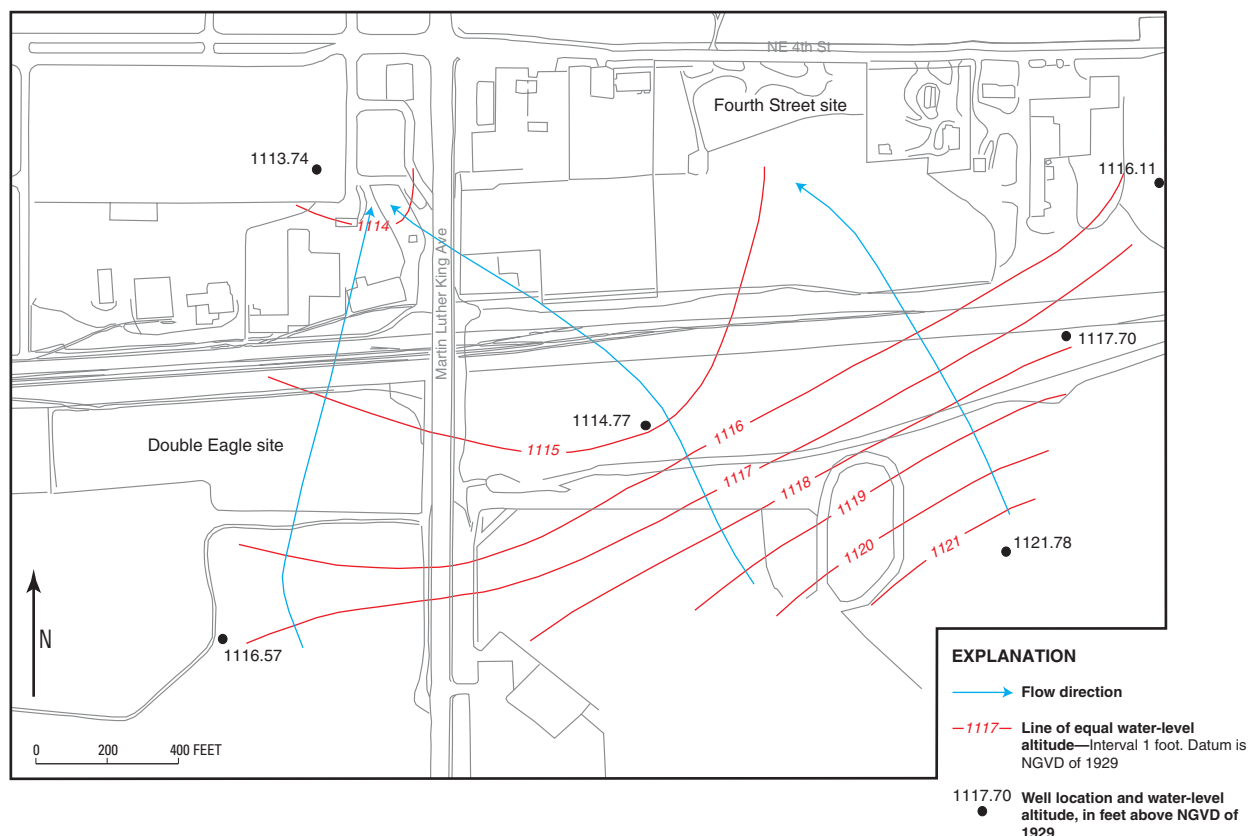 NE 4th St
Fourth Street site
1113.74
1116.11
1114
Martin Luther King Ave
1117.70
1114.77
1116
Double Eagle site
1115
1117
1118
1119
1120
1121
1121.78
1116.57
N
0 200 400 FEET
EXPLANATION
Flow direction
1117 Line of equal water-level
altitude—Interval 1 foot. Datum is
NGVD of 1929
1117.70 Well location and water-level
altitude, in feet above NGVD of
1929